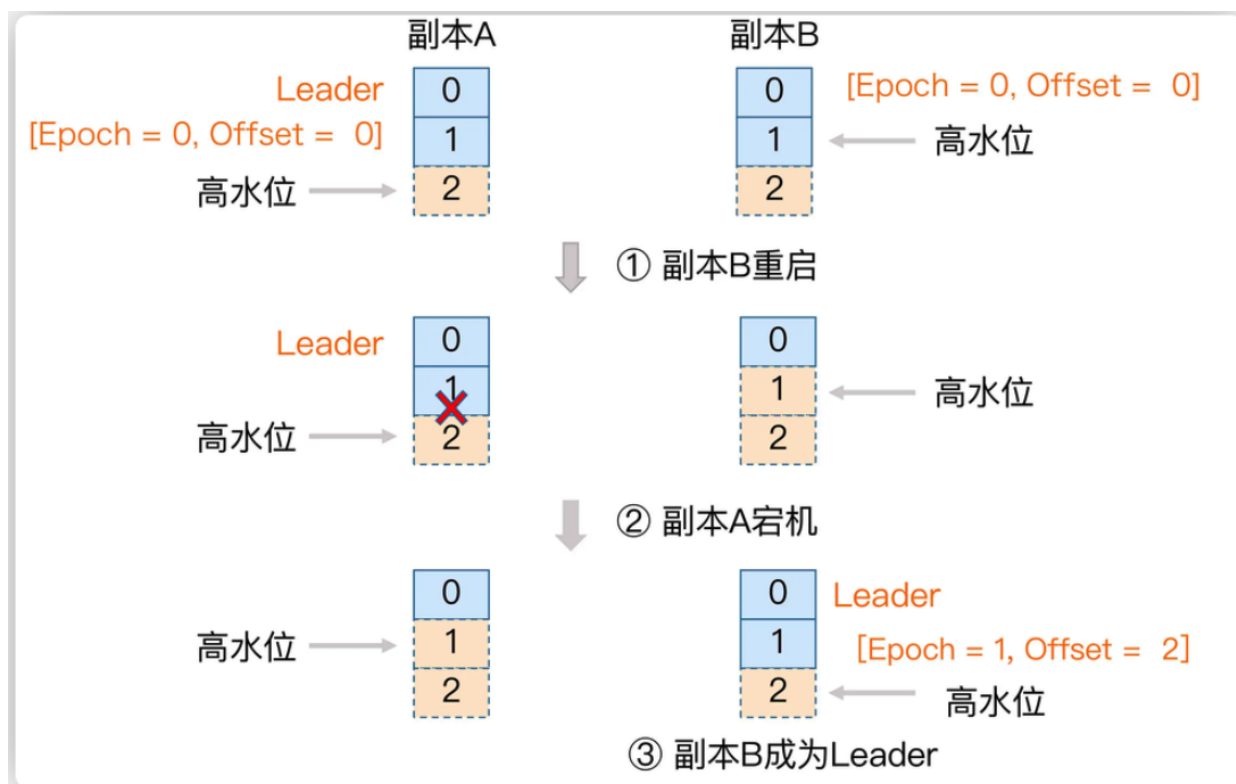 副本A
副本B
Leader
[Epoch = 0, Offset = 0]
高水位
0
1
2
0
1
2
[Epoch = 0, Offset = 0]
高水位
① 副本B重启
Leader
高水位
0
1
2
0
1
2
高水位
② 副本A宕机
高水位
0
1
2
0
1
2
Leader
[Epoch = 1, Offset = 2]
高水位
③ 副本B成为Leader